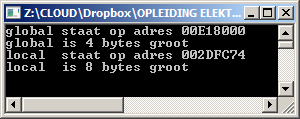 Z:\CLOUD\Dropbox\OPLEIDING ELEKT...
global staat op adres 00E18000
global is 4 bytes groot
local  staat op adres 002DFC74
local  is 8 bytes groot